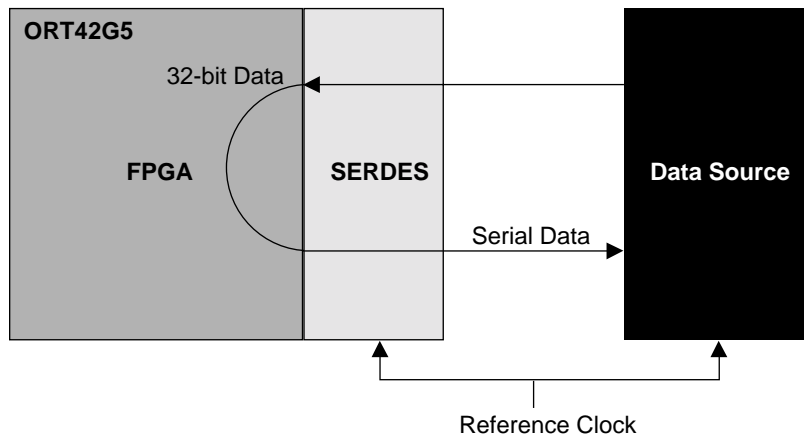 ORT42G5
32-bit Data
FPGA
SERDES
Data Source
Serial Data
Reference Clock